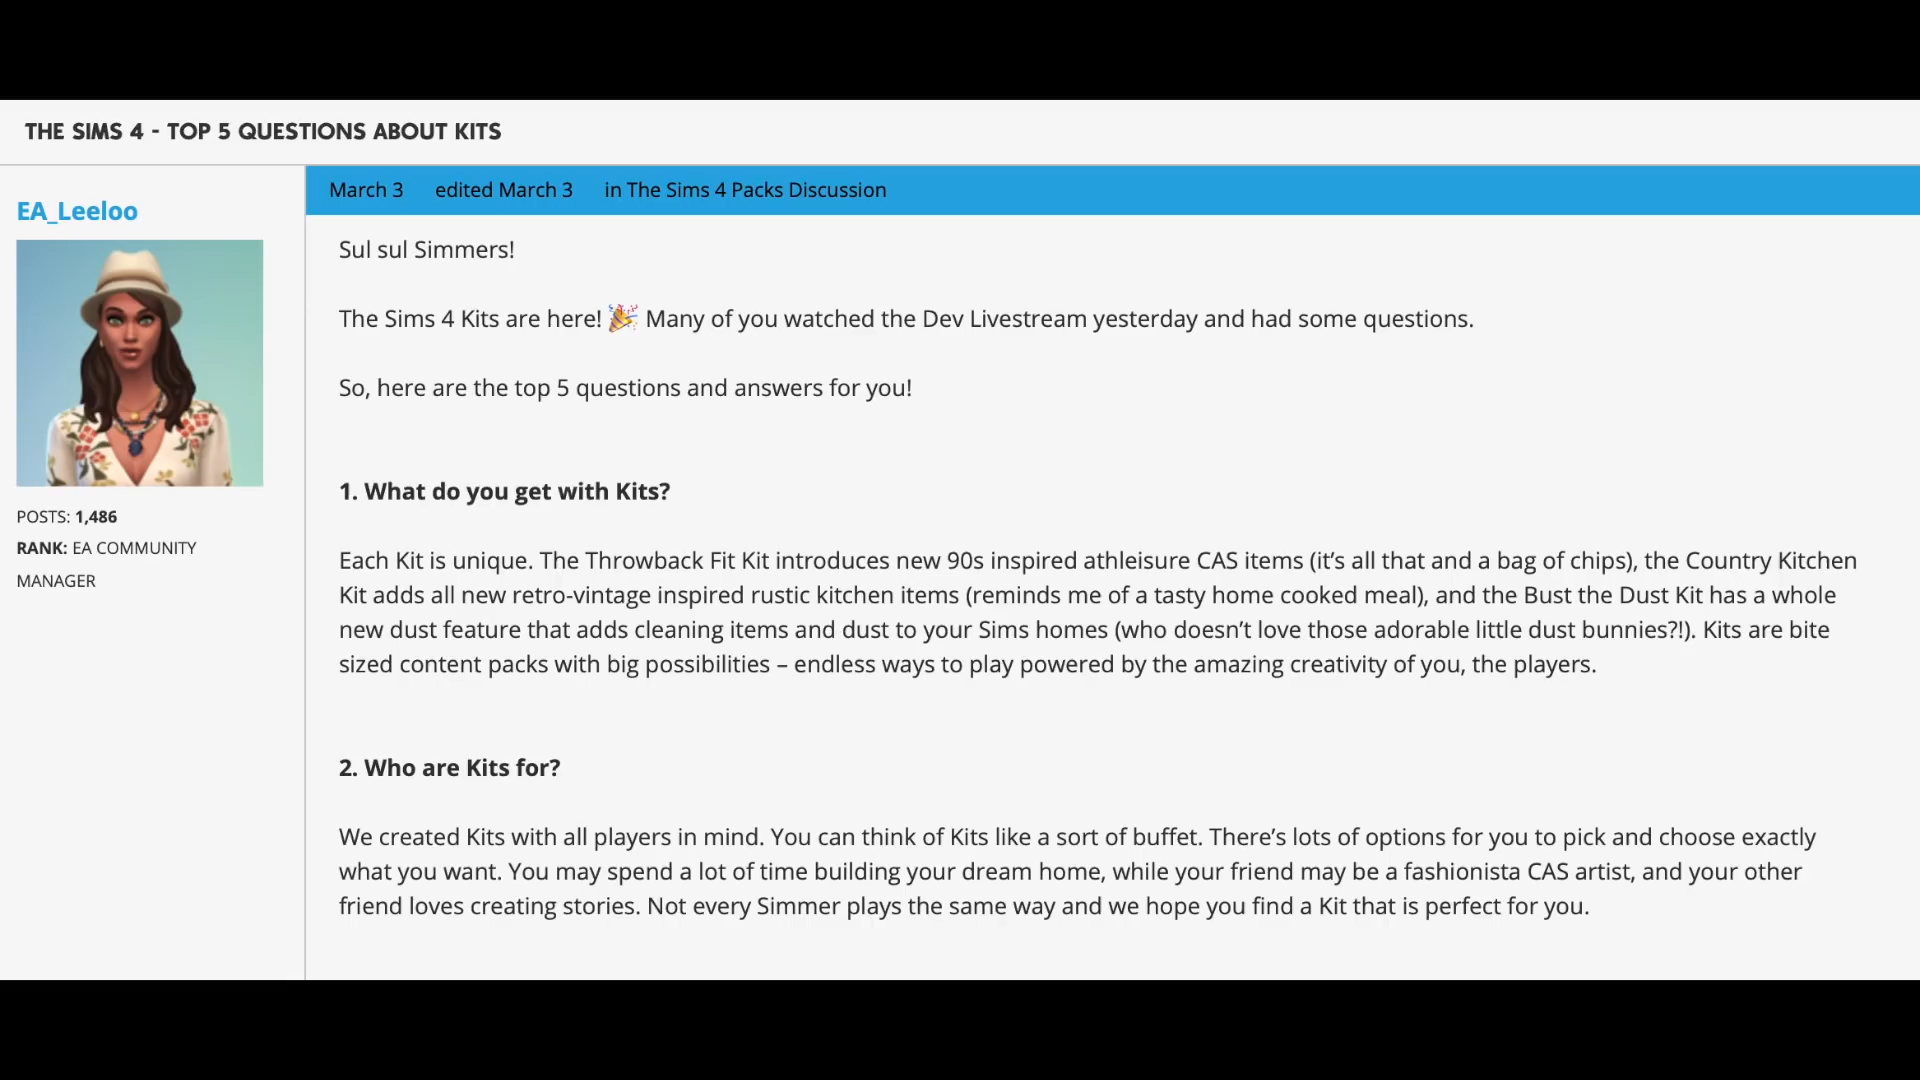 THE SIMS 4 - TOP 5 QUESTIONS ABOUT KITS
EA_Leeloo
POSTS: 1,486
RANK: EA COMMUNITY
MANAGER
March 3 edited March 3 in The Sims 4 Packs Discussion
Sul sul Simmers!
The Sims 4 Kits are here! 🎉 Many of you watched the Dev Livestream yesterday and had some questions.
So, here are the top 5 questions and answers for you!
1. What do you get with Kits?
Each Kit is unique. The Throwback Fit Kit introduces new 90s inspired athleisure CAS items (it’s all that and a bag of chips), the Country Kitchen
Kit adds all new retro-vintage inspired rustic kitchen items (reminds me of a tasty home cooked meal), and the Bust the Dust Kit has a whole
new dust feature that adds cleaning items and dust to your Sims homes (who doesn’t love those adorable little dust bunnies?!). Kits are bite
sized content packs with big possibilities – endless ways to play powered by the amazing creativity of you, the players.
2. Who are Kits for?
We created Kits with all players in mind. You can think of Kits like a sort of buffet. There’s lots of options for you to pick and choose exactly
what you want. You may spend a lot of time building your dream home, while your friend may be a fashionista CAS artist, and your other
friend loves creating stories. Not every Simmer plays the same way and we hope you find a Kit that is perfect for you.